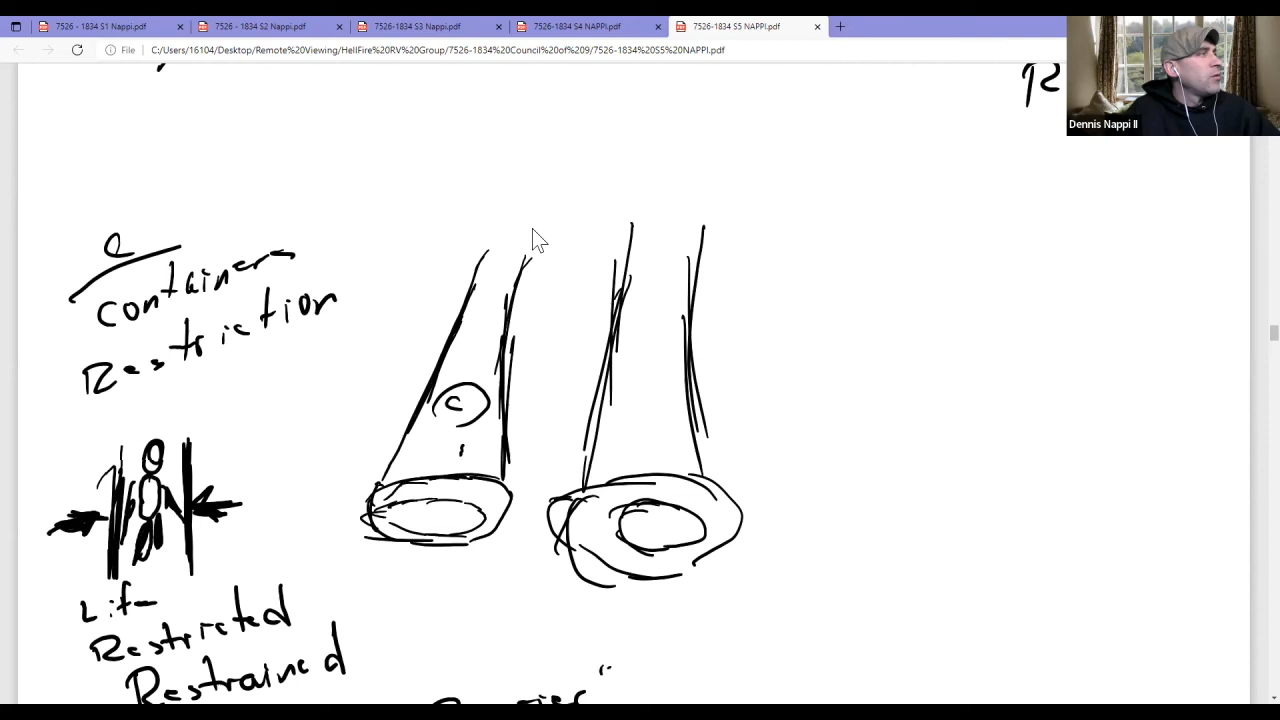 7526 - 1834 S1 Nappi.pdf
7526 - 1834 S2 Nappi.pdf
7526-1834 S3 Nappi.pdf
7526-1834 S4 NAPPI.pdf
7526-1834 S5 NAPPI.pdf
File C:/Users/16104/Desktop/Remote%20Viewing/HellFire%20RV%20Group/7526-1834%20Council%20of%209/7526-1834%20S5%20NAPPI.pdf
Dennis Nappi II
R
C
Containers
Restriction
C
Life
Restricted
Restrained